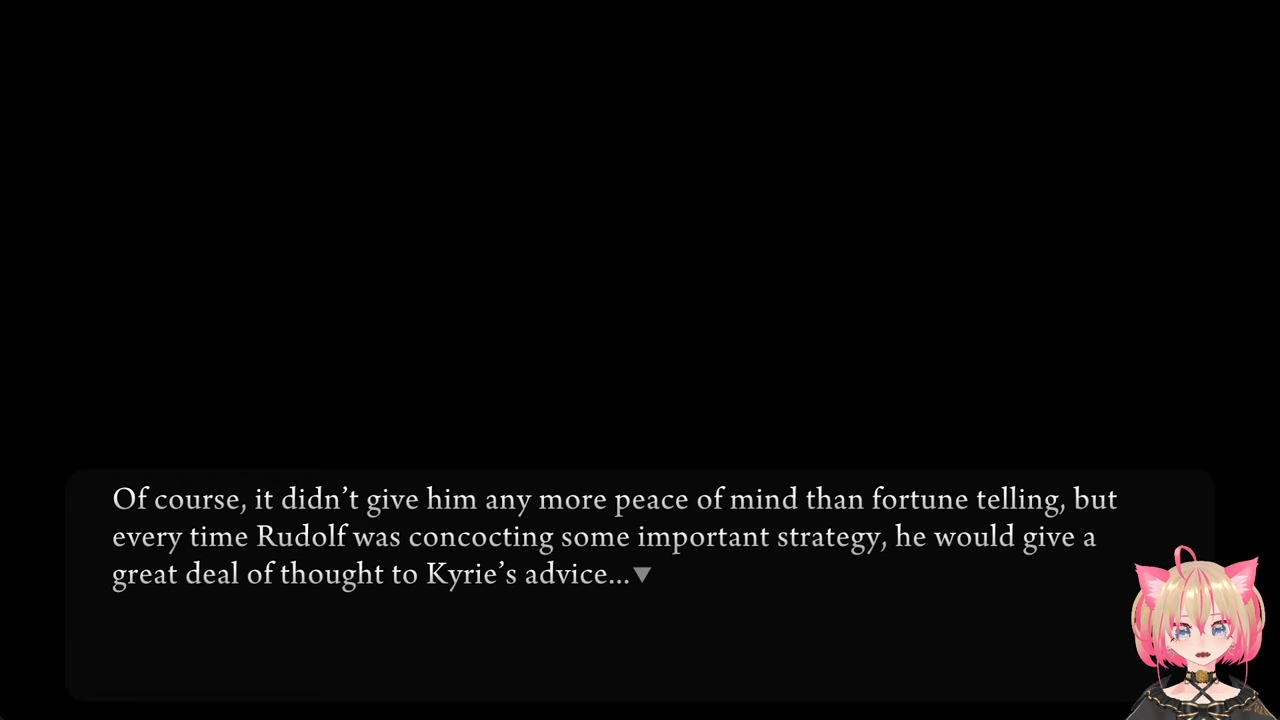 Of course, it didn’t give him any more peace of mind than fortune telling, but
every time Rudolf was concocting some important strategy, he would give a
great deal of thought to Kyrie’s advice...